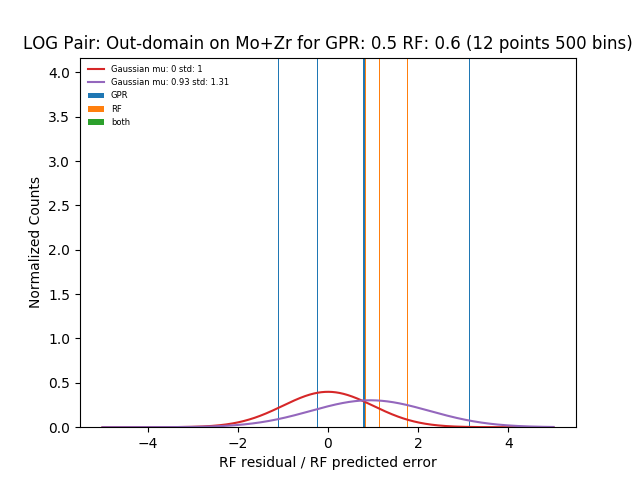 LOG Pair: Out-domain on Mo+Zr for GPR: 0.5 RF: 0.6 (12 points 500 bins)
Gaussian mu: 0 std: 1
Gaussian mu: 0.93 std: 1.31
GPR
RF
both
4.0
3.5
3.0
2.5
2.0
1.5
1.0
0.5
0.0
Normalized Counts
−4 −2 0 2 4
RF residual / RF predicted error